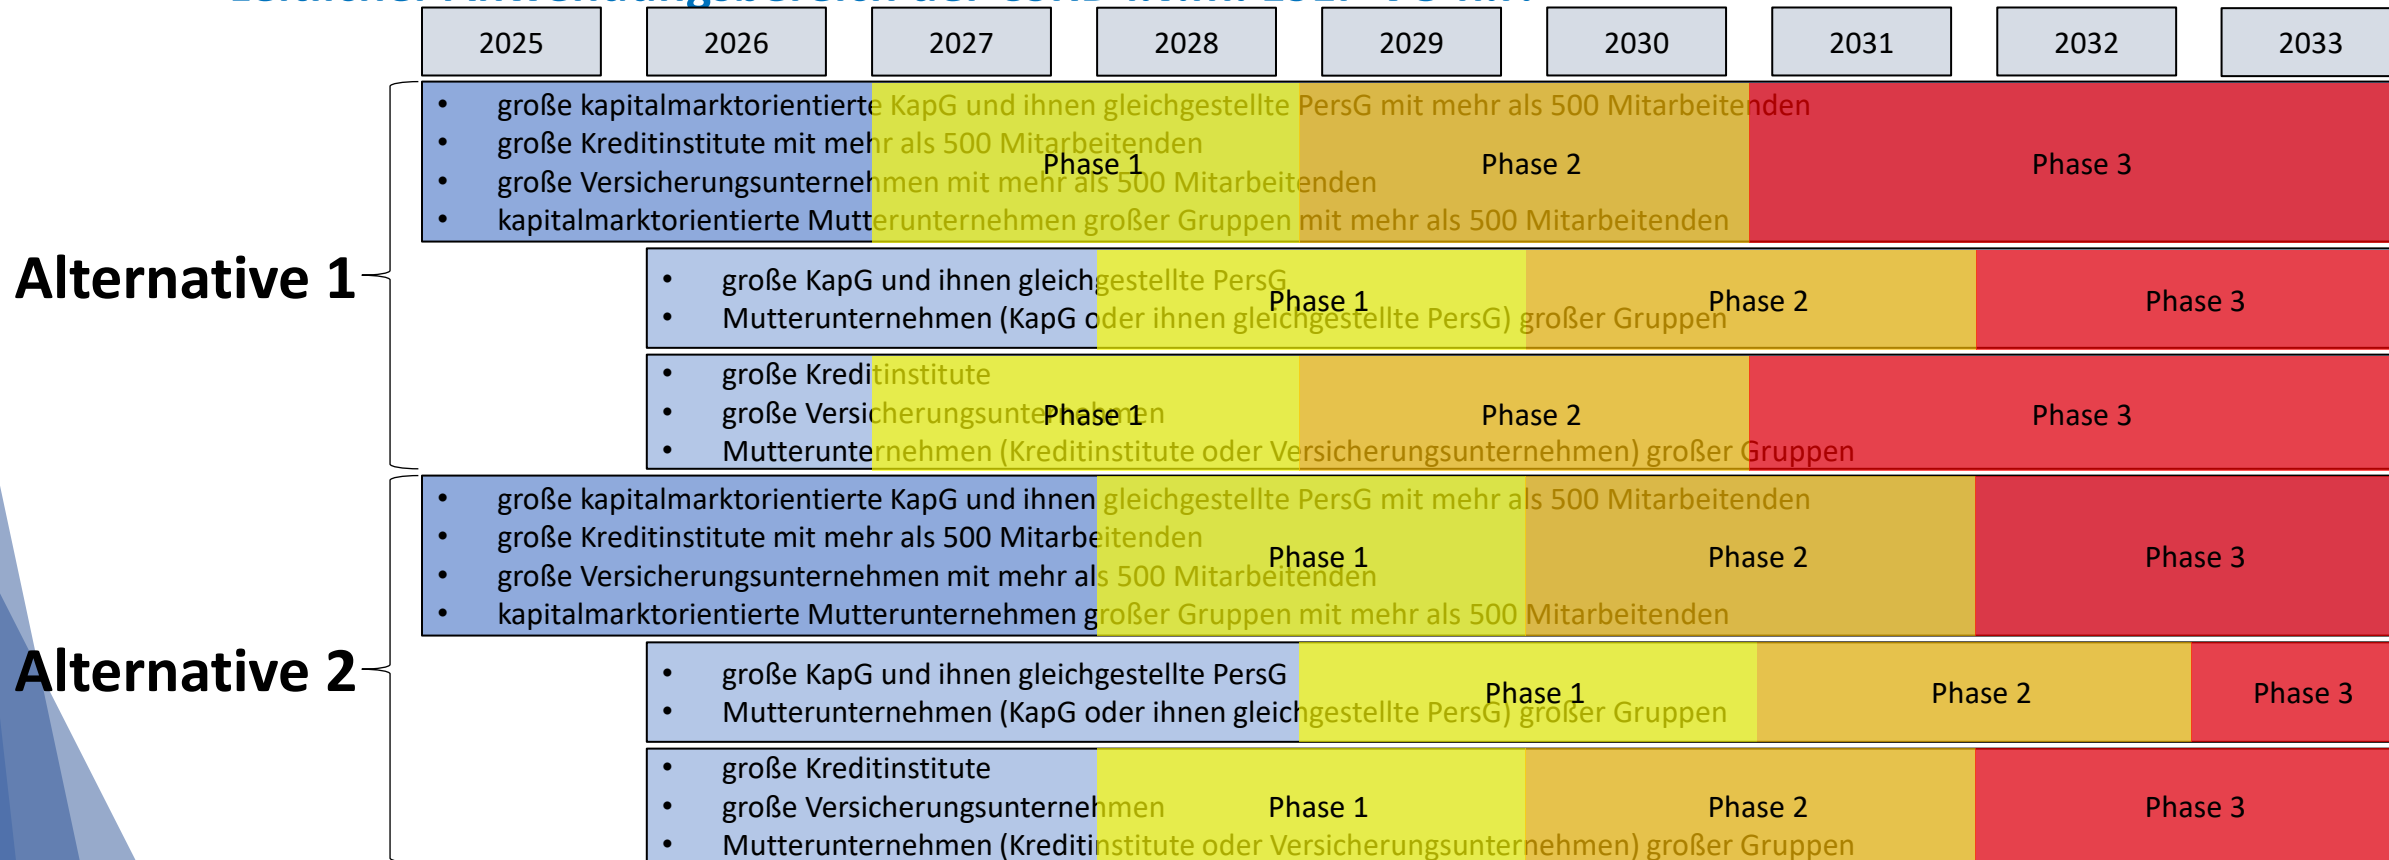 2025 2026 2027 2028 2029 2030 2031 2032 2033
Alternative 1
• große kapitalmarktorientierte KapG und ihnen gleichgestellte PersG mit mehr als 500 Mitarbeitenden
• große Kreditinstitute mit mehr als 500 Mitarbeitenden
• große Versicherungsunternehmen mit mehr als 500 Mitarbeitenden
• kapitalmarktorientierte Mutterunternehmen großer Gruppen mit mehr als 500 Mitarbeitenden
Phase 1 Phase 2 Phase 3
• große KapG und ihnen gleichgestellte PersG
• Mutterunternehmen (KapG oder ihnen gleichgestellte PersG) großer Gruppen
Phase 1 Phase 2 Phase 3
• große Kreditinstitute
• große Versicherungsunternehmen
• Mutterunternehmen (Kreditinstitute oder Versicherungsunternehmen) großer Gruppen
Phase 1 Phase 2 Phase 3
Alternative 2
• große kapitalmarktorientierte KapG und ihnen gleichgestellte PersG mit mehr als 500 Mitarbeitenden
• große Kreditinstitute mit mehr als 500 Mitarbeitenden
• große Versicherungsunternehmen mit mehr als 500 Mitarbeitenden
• kapitalmarktorientierte Mutterunternehmen großer Gruppen mit mehr als 500 Mitarbeitenden
Phase 1 Phase 2 Phase 3
• große KapG und ihnen gleichgestellte PersG
• Mutterunternehmen (KapG oder ihnen gleichgestellte PersG) großer Gruppen
Phase 1 Phase 2 Phase 3
• große Kreditinstitute
• große Versicherungsunternehmen
• Mutterunternehmen (Kreditinstitute oder Versicherungsunternehmen) großer Gruppen
Phase 1 Phase 2 Phase 3